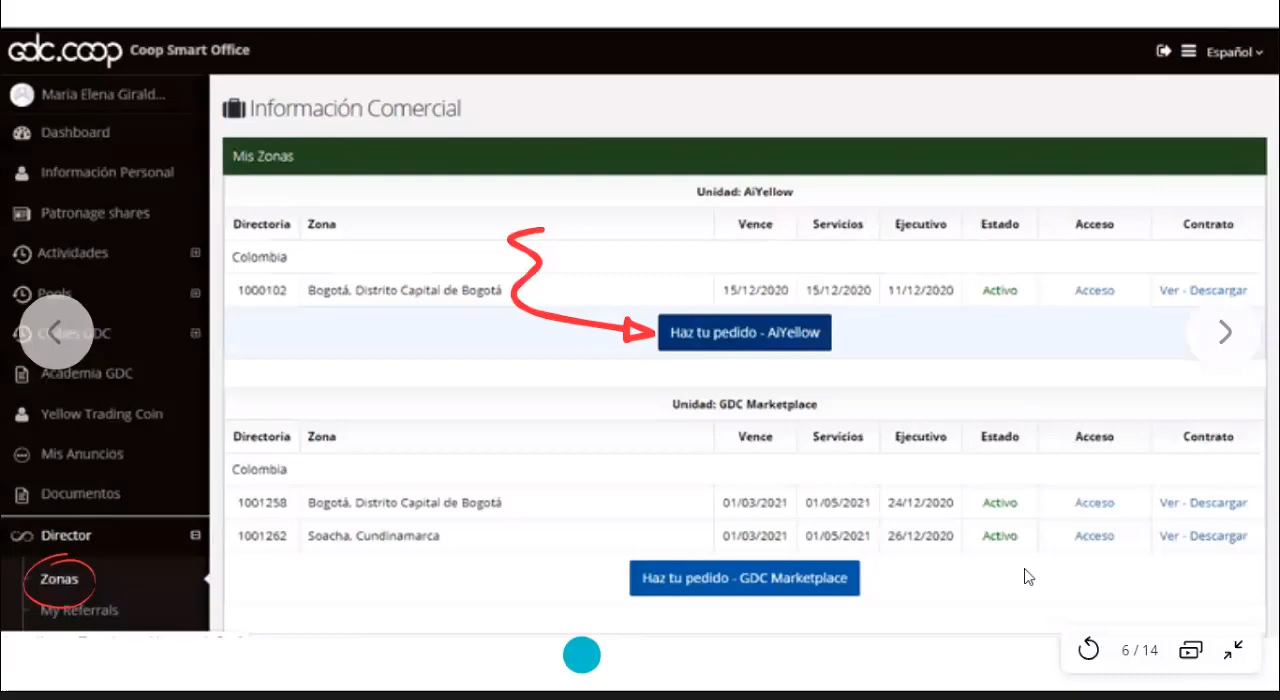 GDC.COOP Coop Smart Office
Español
Maria Elena Girald...
Dashboard
Información Personal
Patronage shares
Actividades
Pools
GDC
Academia GDC
Yellow Trading Coin
Mis Anuncios
Documentos
Director
Zonas
My Referrals
Información Comercial
Mis Zonas
Unidad: AiYellow
Directoria Zona Vence Servicios Ejecutivo Estado Acceso Contrato
Colombia
1000102 Bogotá, Distrito Capital de Bogotá 15/12/2020 15/12/2020 11/12/2020 Activo Acceso Ver - Descargar
Haz tu pedido - AiYellow
Unidad: GDC Marketplace
Directoria Zona Vence Servicios Ejecutivo Estado Acceso Contrato
Colombia
1001258 Bogotá, Distrito Capital de Bogotá 01/03/2021 01/05/2021 24/12/2020 Activo Acceso Ver - Descargar
1001262 Soacha, Cundinamarca 01/03/2021 01/05/2021 26/12/2020 Activo Acceso Ver - Descargar
Haz tu pedido - GDC Marketplace
6 / 14